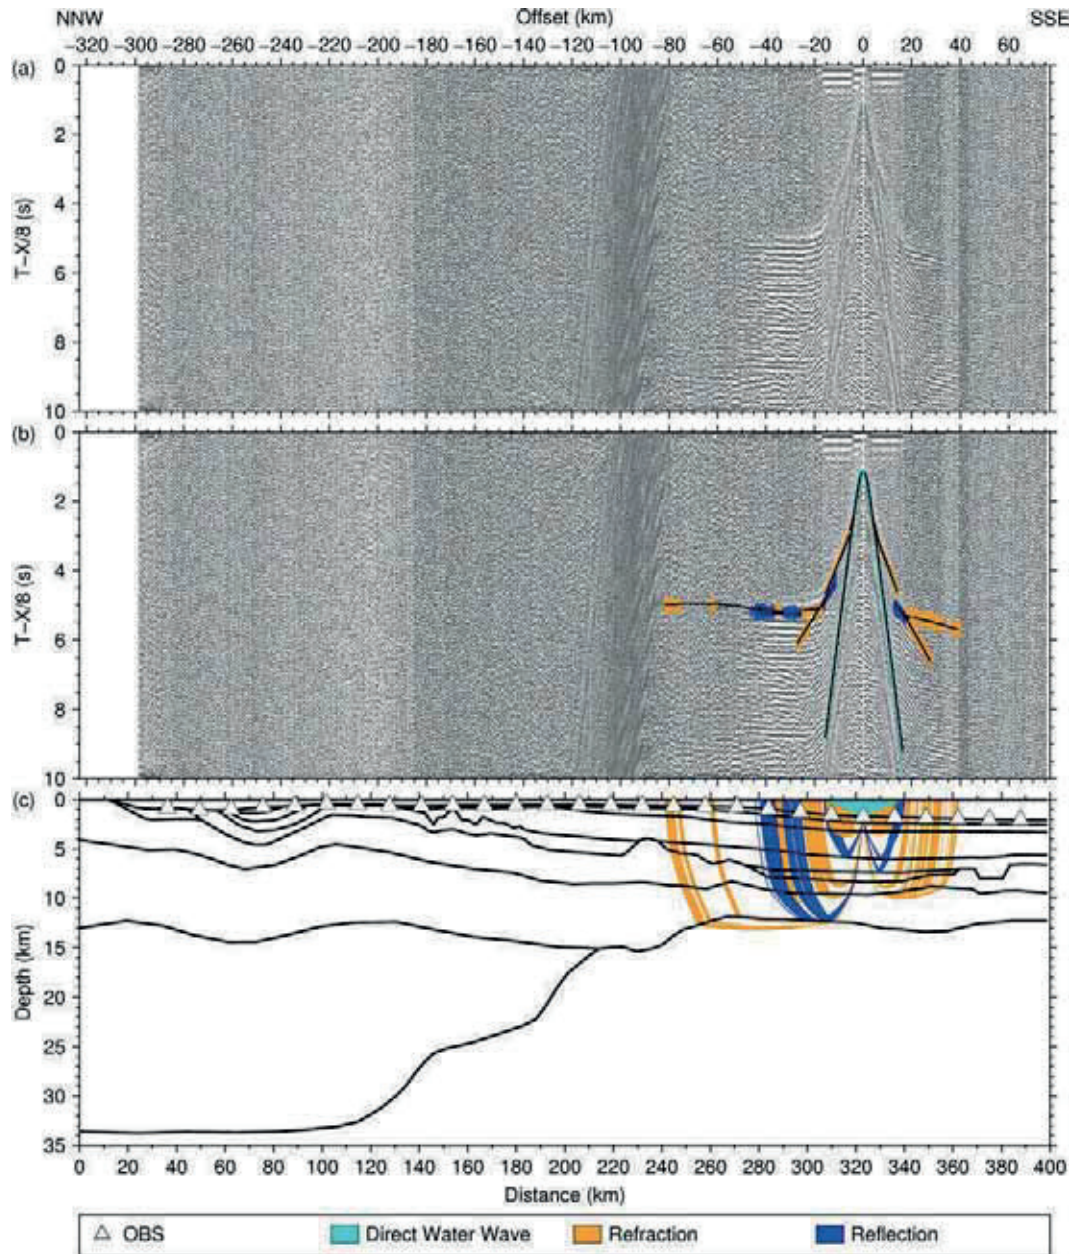 NNW Offset (km) SSE
−320 −300 −280 −260 −240 −220 −200 −180 −160 −140 −120 −100 −80 −60 −40 −20 0 20 40 60
(a)
0
2
4
6
8
10
T−X/8 (s)
(b)
0
2
4
6
8
10
T−X/8 (s)
(c)
0
5
10
15
20
25
30
35
Depth (km)
0 20 40 60 80 100 120 140 160 180 200 220 240 260 280 300 320 340 360 380 400
Distance (km)
OBS Direct Water Wave Refraction Reflection